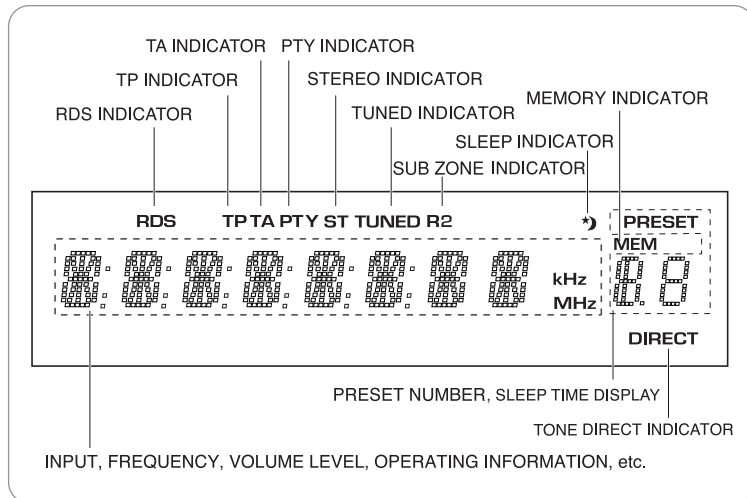 TA INDICATOR PTY INDICATOR
TP INDICATOR STEREO INDICATOR
MEMORY INDICATOR
RDS INDICATOR TUNED INDICATOR
SLEEP INDICATOR
SUB ZONE INDICATOR
RDS TP TA PTY ST TUNED R2 PRESET
MEM
kHz
MHz
DIRECT
PRESET NUMBER, SLEEP TIME DISPLAY
TONE DIRECT INDICATOR
INPUT, FREQUENCY, VOLUME LEVEL, OPERATING INFORMATION, etc.